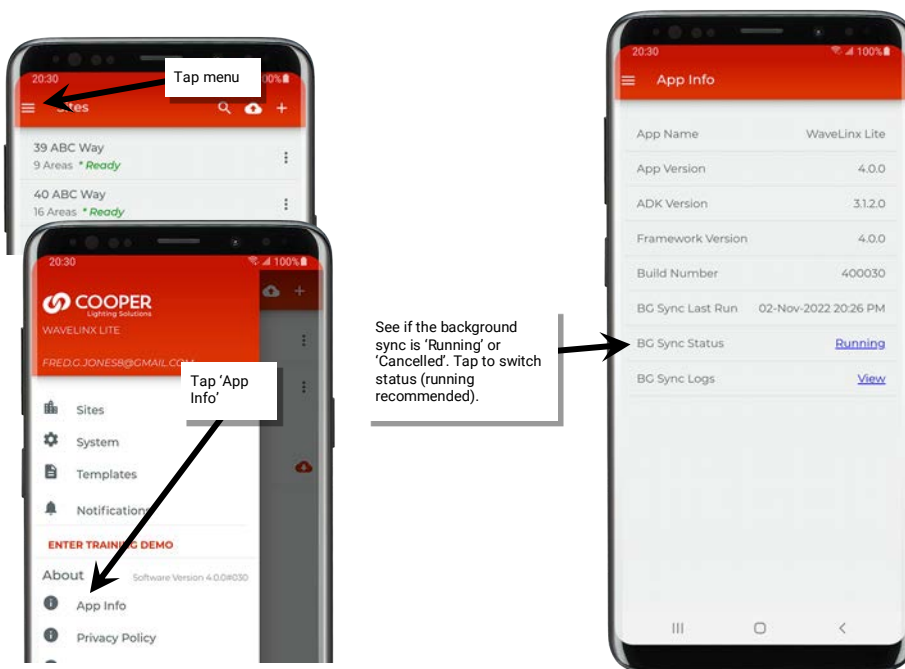 20:30
100%
Tap menu
Sites
39 ABC Way
9 Areas * Ready
40 ABC Way
16 Areas * Ready
20:30
100%
COOPER
Lighting Solutions
WAVELINX LITE
FRED.G.JONES8@GMAIL.COM
Tap ‘App
Info’
Sites
System
Templates
Notifications
ENTER TRAINING DEMO
About
Software Version 4.0.0#030
App Info
Privacy Policy
See if the background
sync is ‘Running’ or
‘Cancelled’. Tap to switch
status (running
recommended).
20:30
100%
App Info
App Name WaveLinx Lite
App Version 4.0.0
ADK Version 3.1.2.0
Framework Version 4.0.0
Build Number 400030
BG Sync Last Run 02-Nov-2022 20:26 PM
BG Sync Status Running
BG Sync Logs View